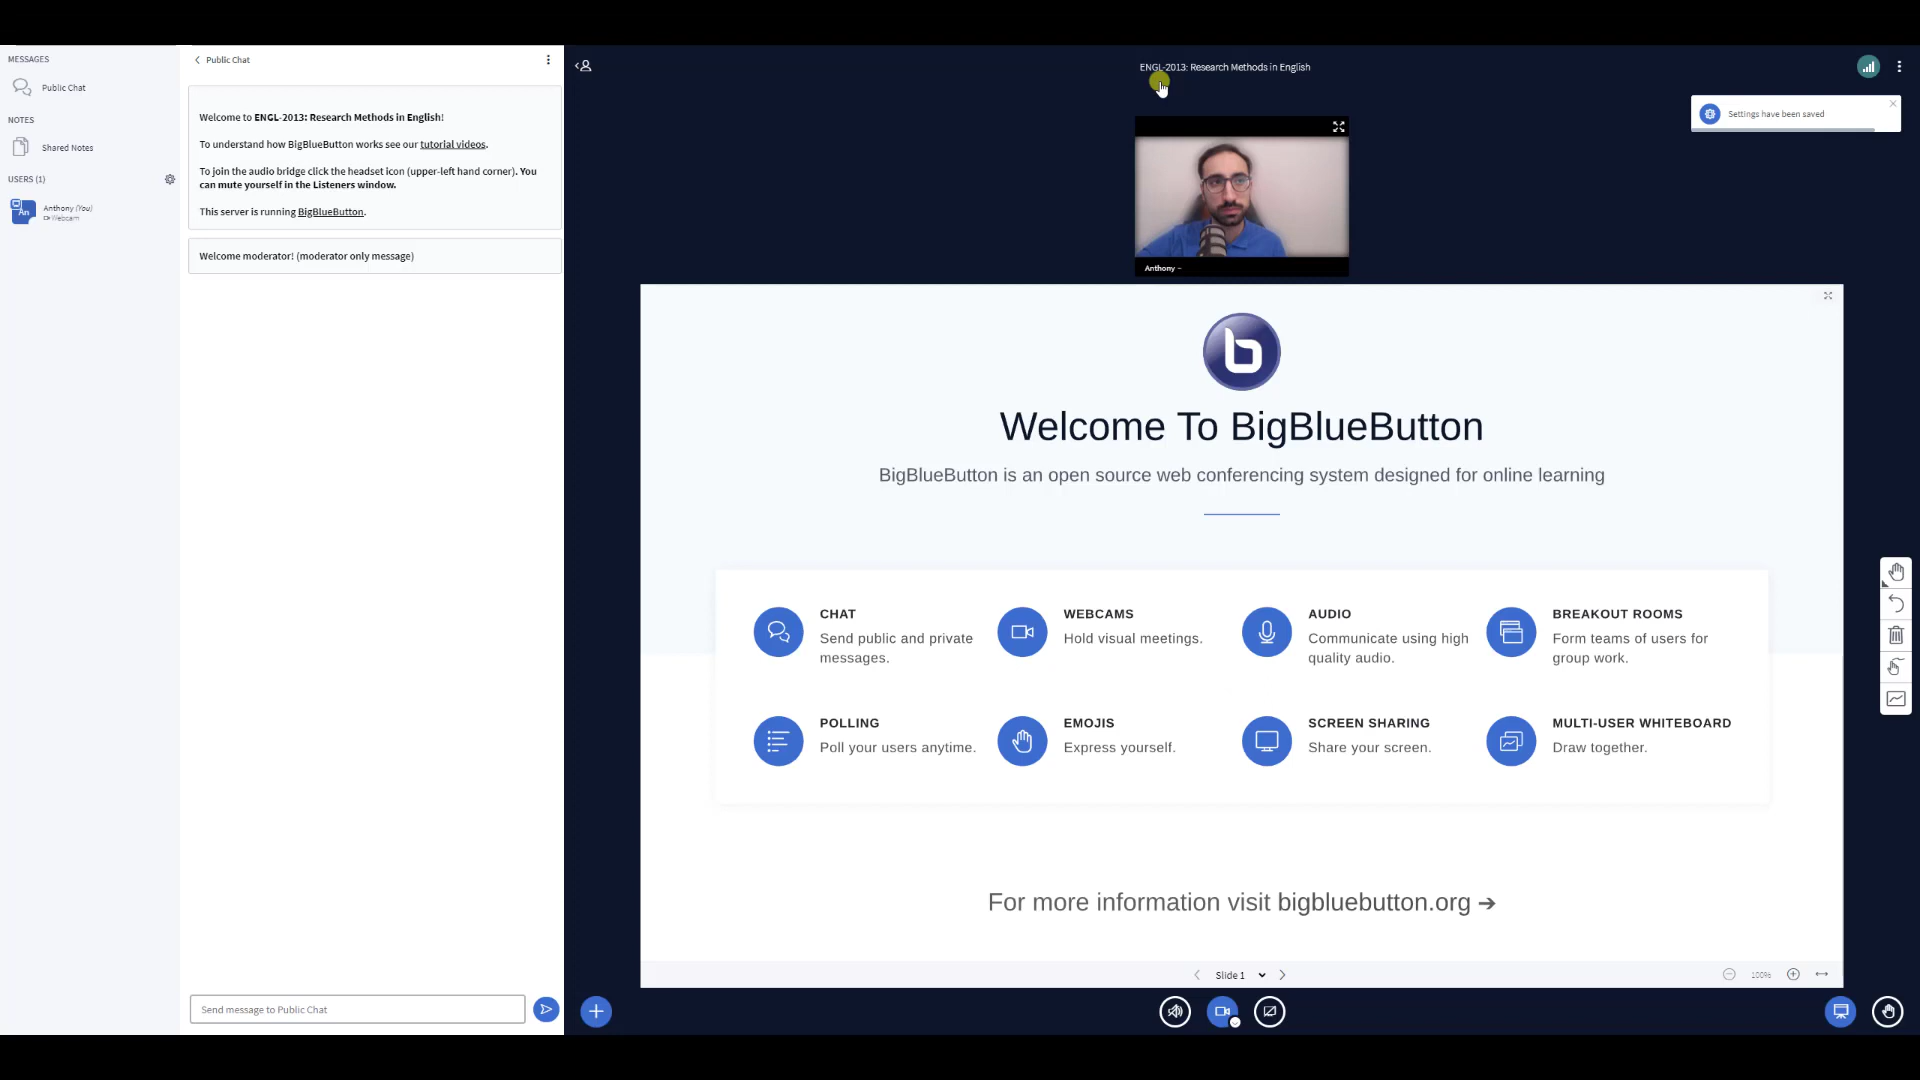 MESSAGES
Public Chat
NOTES
Shared Notes
USERS (1)
An
Anthony (You)
Webcam
Public Chat
Welcome to ENGL-2013: Research Methods in English!
To understand how BigBlueButton works see our tutorial videos.
To join the audio bridge click the headset icon (upper-left hand corner). You
can mute yourself in the Listeners window.
This server is running BigBlueButton.
Welcome moderator! (moderator only message)
Send message to Public Chat
ENGL-2013: Research Methods in English
Settings have been saved
Anthony
b
Welcome To BigBlueButton
BigBlueButton is an open source web conferencing system designed for online learning
CHAT
Send public and private
messages.
WEBCAMS
Hold visual meetings.
AUDIO
Communicate using high
quality audio.
BREAKOUT ROOMS
Form teams of users for
group work.
POLLING
Poll your users anytime.
EMOJIS
Express yourself.
SCREEN SHARING
Share your screen.
MULTI-USER WHITEBOARD
Draw together.
For more information visit bigbluebutton.org ➔
Slide 1
100%